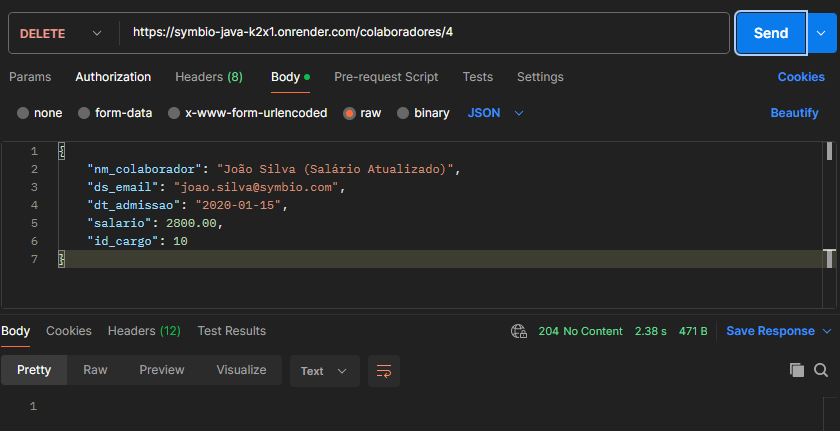 DELETE https://symbio-java-k2x1.onrender.com/colaboradores/4 Send
Params Authorization Headers (8) Body Pre-request Script Tests Settings Cookies
none form-data x-www-form-urlencoded raw binary JSON Beautify
1 {
2 "nm_colaborador": "João Silva (Salário Atualizado)",
3 "ds_email": "joao.silva@symbio.com",
4 "dt_admissao": "2020-01-15",
5 "salario": 2800.00,
6 "id_cargo": 10
7 }
Body Cookies Headers (12) Test Results 204 No Content 2.38 s 471 B Save Response
Pretty Raw Preview Visualize Text
1